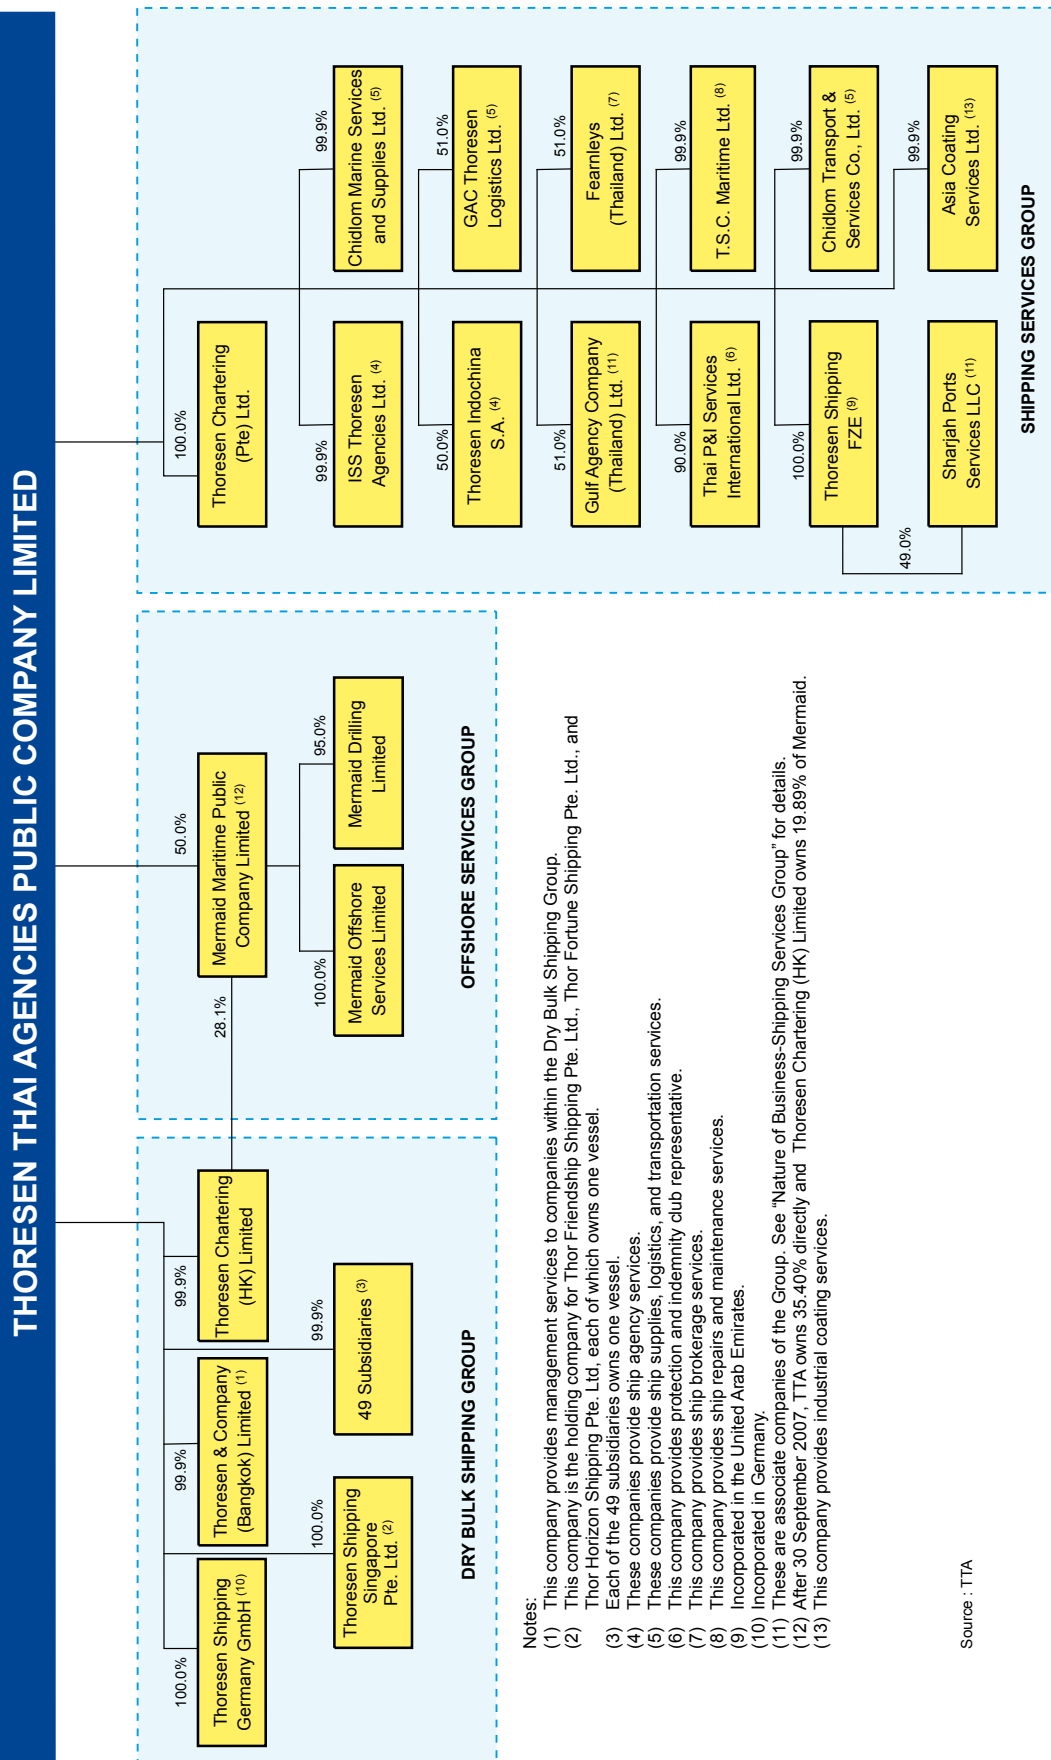 THORESEN THAI AGENCIES PUBLIC COMPANY LIMITED
100.0%
Thoresen Shipping
Germany GmbH (10)
99.9%
Thoresen & Company
(Bangkok) Limited (1)
99.9%
Thoresen Chartering
(HK) Limited
100.0%
Thoresen Shipping
Singapore
Pte. Ltd. (2)
99.9%
49 Subsidiaries (3)
DRY BULK SHIPPING GROUP
28.1%
50.0%
Mermaid Maritime Public
Company Limited (12)
100.0%
Mermaid Offshore
Services Limited
95.0%
Mermaid Drilling
Limited
OFFSHORE SERVICES GROUP
100.0%
Thoresen Chartering
(Pte) Ltd.
99.9%
ISS Thoresen
Agencies Ltd. (4)
99.9%
Chidlom Marine Services
and Supplies Ltd. (5)
50.0%
Thoresen Indochina
S.A. (4)
51.0%
GAC Thoresen
Logistics Ltd. (5)
51.0%
Gulf Agency Company
(Thailand) Ltd. (11)
51.0%
Fearnleys
(Thailand) Ltd. (7)
90.0%
Thai P&I Services
International Ltd. (6)
99.9%
T.S.C. Maritime Ltd. (8)
100.0%
Thoresen Shipping
FZE (9)
99.9%
Chidlom Transport &
Services Co., Ltd. (5)
49.0%
Sharjah Ports
Services LLC (11)
99.9%
Asia Coating
Services Ltd. (13)
SHIPPING SERVICES GROUP
Notes:
(1) This company provides management services to companies within the Dry Bulk Shipping Group.
(2) This company is the holding company for Thor Friendship Shipping Pte. Ltd., Thor Fortune Shipping Pte. Ltd., and
Thor Horizon Shipping Pte. Ltd, each of which owns one vessel.
(3) Each of the 49 subsidiaries owns one vessel.
(4) These companies provide ship agency services.
(5) These companies provide ship supplies, logistics, and transportation services.
(6) This company provides protection and indemnity club representative.
(7) This company provides ship brokerage services.
(8) This company provides ship repairs and maintenance services.
(9) Incorporated in the United Arab Emirates.
(10) Incorporated in Germany.
(11) These are associate companies of the Group. See “Nature of Business-Shipping Services Group” for details.
(12) After 30 September 2007, TTA owns 35.40% directly and Thoresen Chartering (HK) Limited owns 19.89% of Mermaid.
(13) This company provides industrial coating services.
Source : TTA